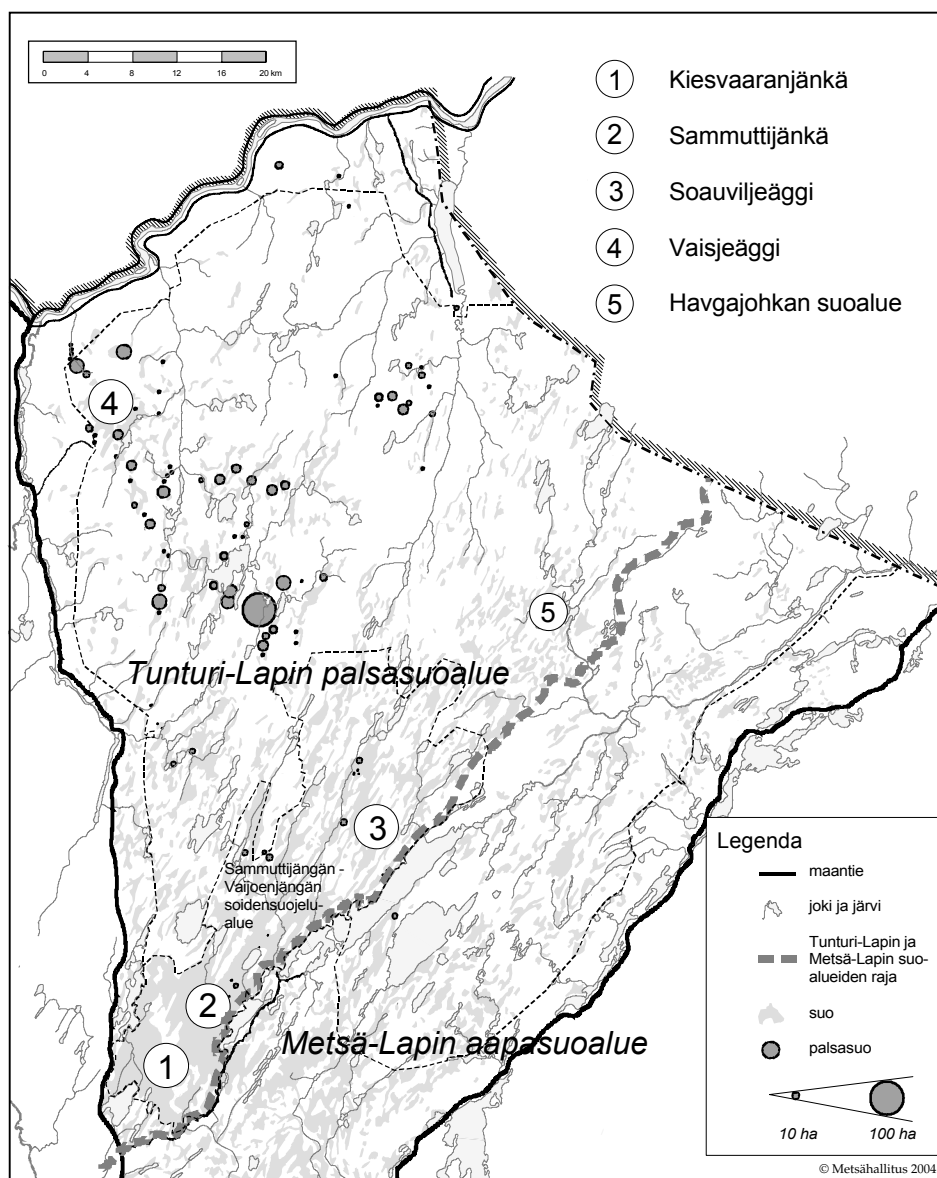 0 4 8 12 16 20 km
1 Kiesvaaranjänkä
2 Sammuttijänkä
3 Soauviljeäggi
4 Vaisjeäggi
5 Havgajohkan suoalue
4
5
Tunturi-Lapin palsasuoalue
3
Sammuttijängän -
Vaijoenjängän
soidensuojelu-
alue
2
Metsä-Lapin aapasuoalue
1
Legenda
maantie
joki ja järvi
Tunturi-Lapin ja
Metsä-Lapin suo-
alueiden raja
suo
palsasuo
10 ha 100 ha
© Metsähallitus 2004